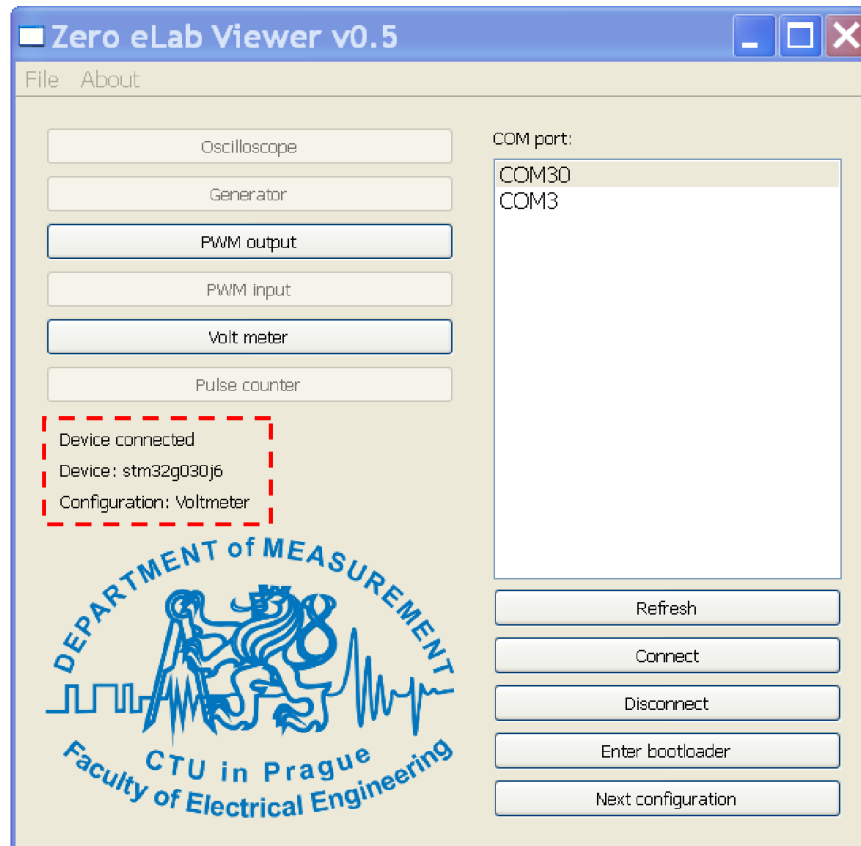 Zero eLab Viewer v0.5
File About
Oscilloscope
Generator
PWM output
PWM input
Volt meter
Pulse counter
Device connected
Device: stm32g030j6
Configuration: Voltmeter
DEPARTMENT of MEASUREMENT
CTU in Prague
Faculty of Electrical Engineering
COM port:
COM30
COM3
Refresh
Connect
Disconnect
Enter bootloader
Next configuration